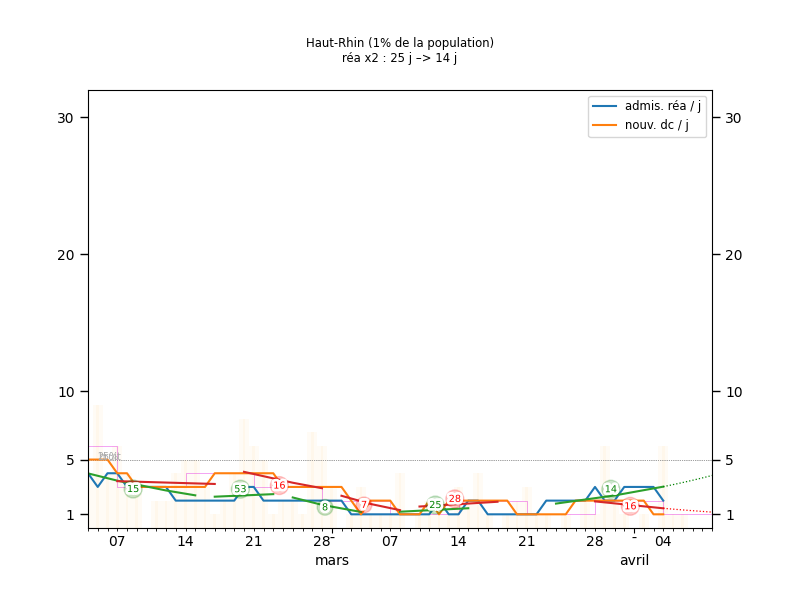 Haut-Rhin (1% de la population)
réa x2 : 25 j –> 14 j
admis. réa / j
nouv. dc / j
30 30
20 20
10 10
5 5
1 1
15 53 16 8 7 25 28 14 16
07 14 21 28 07 14 21 28 - 04
mars avril